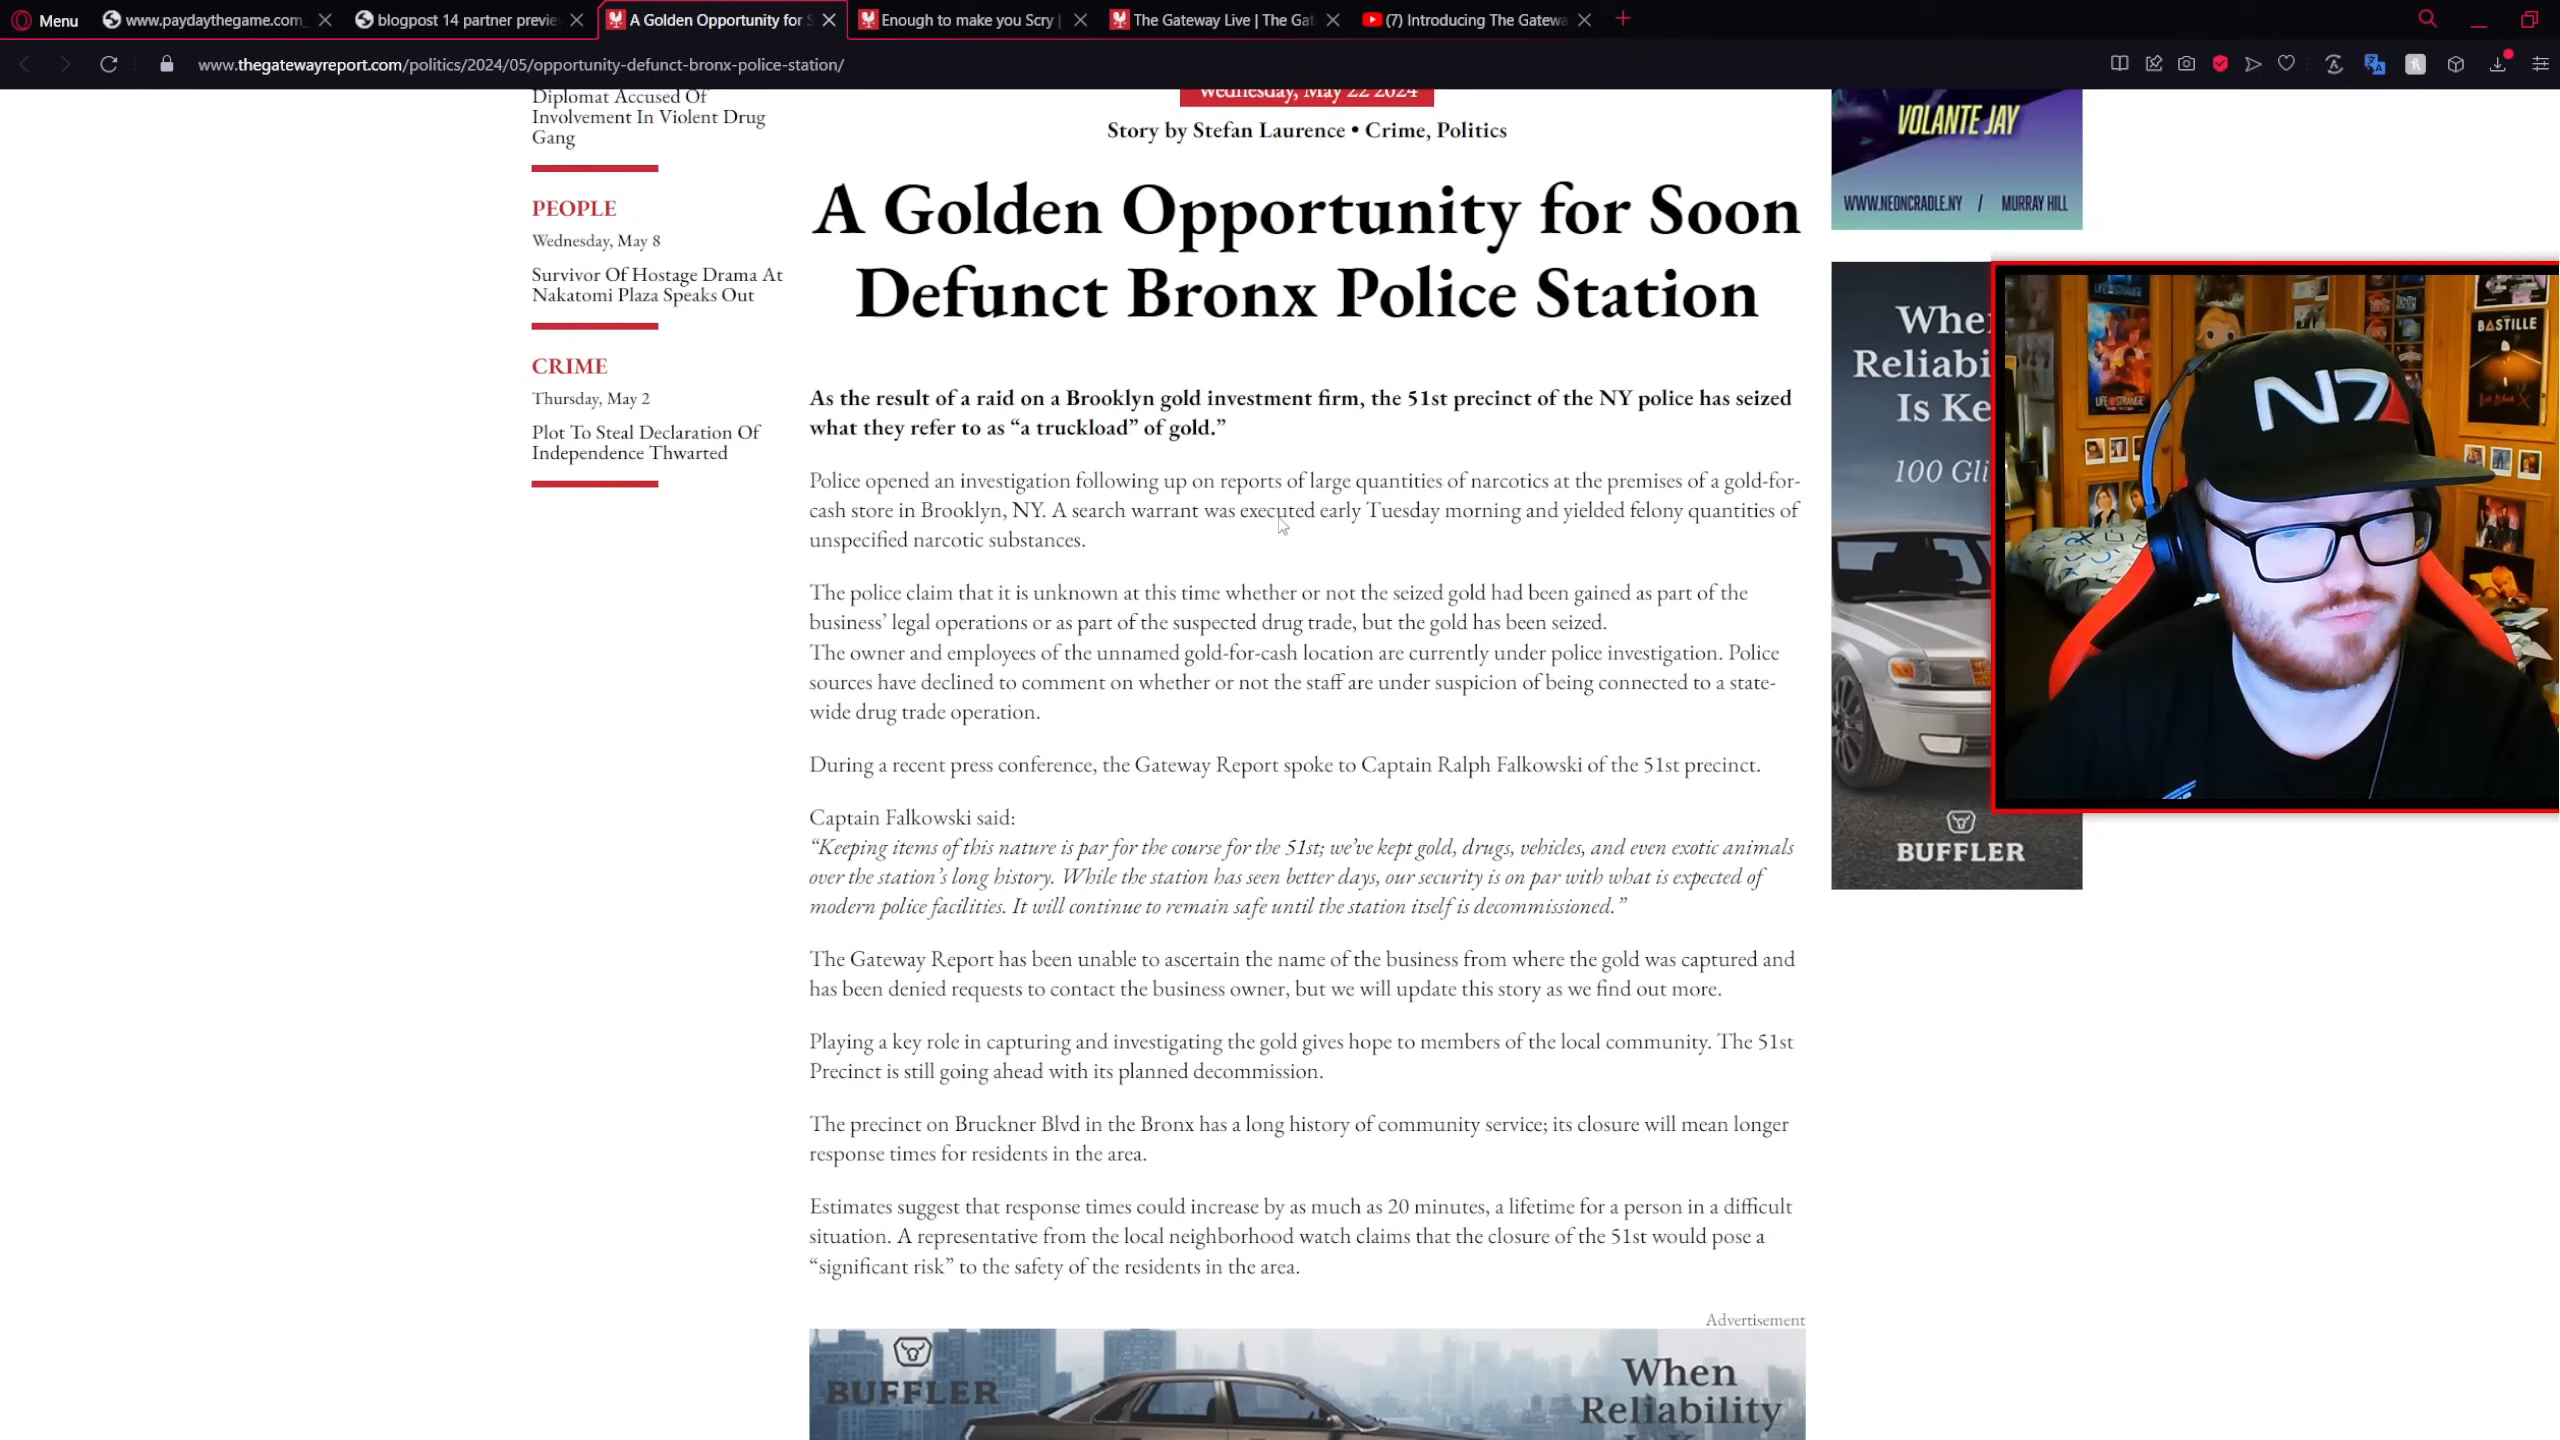 Menu
www.paydaythegame.com_
blogpost 14 partner previe
A Golden Opportunity for S
Enough to make you Scry |
The Gateway Live | The Gat
(7) Introducing The Gatewa
www.thegatewayreport.com/politics/2024/05/opportunity-defunct-bronx-police-station/
Diplomat Accused Of
Involvement In Violent Drug
Gang
PEOPLE
Wednesday, May 8
Survivor Of Hostage Drama At
Nakatomi Plaza Speaks Out
CRIME
Thursday, May 2
Plot To Steal Declaration Of
Independence Thwarted
Wednesday, May 22 2024
Story by Stefan Laurence • Crime, Politics
A Golden Opportunity for Soon
Defunct Bronx Police Station
As the result of a raid on a Brooklyn gold investment firm, the 51st precinct of the NY police has seized
what they refer to as “a truckload” of gold.”
Police opened an investigation following up on reports of large quantities of narcotics at the premises of a gold-for-
cash store in Brooklyn, NY. A search warrant was executed early Tuesday morning and yielded felony quantities of
unspecified narcotic substances.
The police claim that it is unknown at this time whether or not the seized gold had been gained as part of the
business’ legal operations or as part of the suspected drug trade, but the gold has been seized.
The owner and employees of the unnamed gold-for-cash location are currently under police investigation. Police
sources have declined to comment on whether or not the staff are under suspicion of being connected to a state-
wide drug trade operation.
During a recent press conference, the Gateway Report spoke to Captain Ralph Falkowski of the 51st precinct.
Captain Falkowski said:
“Keeping items of this nature is par for the course for the 51st; we’ve kept gold, drugs, vehicles, and even exotic animals
over the station’s long history. While the station has seen better days, our security is on par with what is expected of
modern police facilities. It will continue to remain safe until the station itself is decommissioned.”
The Gateway Report has been unable to ascertain the name of the business from where the gold was captured and
has been denied requests to contact the business owner, but we will update this story as we find out more.
Playing a key role in capturing and investigating the gold gives hope to members of the local community. The 51st
Precinct is still going ahead with its planned decommission.
The precinct on Bruckner Blvd in the Bronx has a long history of community service; its closure will mean longer
response times for residents in the area.
Estimates suggest that response times could increase by as much as 20 minutes, a lifetime for a person in a difficult
situation. A representative from the local neighborhood watch claims that the closure of the 51st would pose a
“significant risk” to the safety of the residents in the area.
Advertisement
BUFFLER
When
Reliability
VOLANTE JAY
WWW.NEONCRADLE.NY / MURRAY HILL
Whe
Reliabi
Is Ke
100 Gli
BUFFLER
N7
BASTILLE
LIFE IS STRANGE